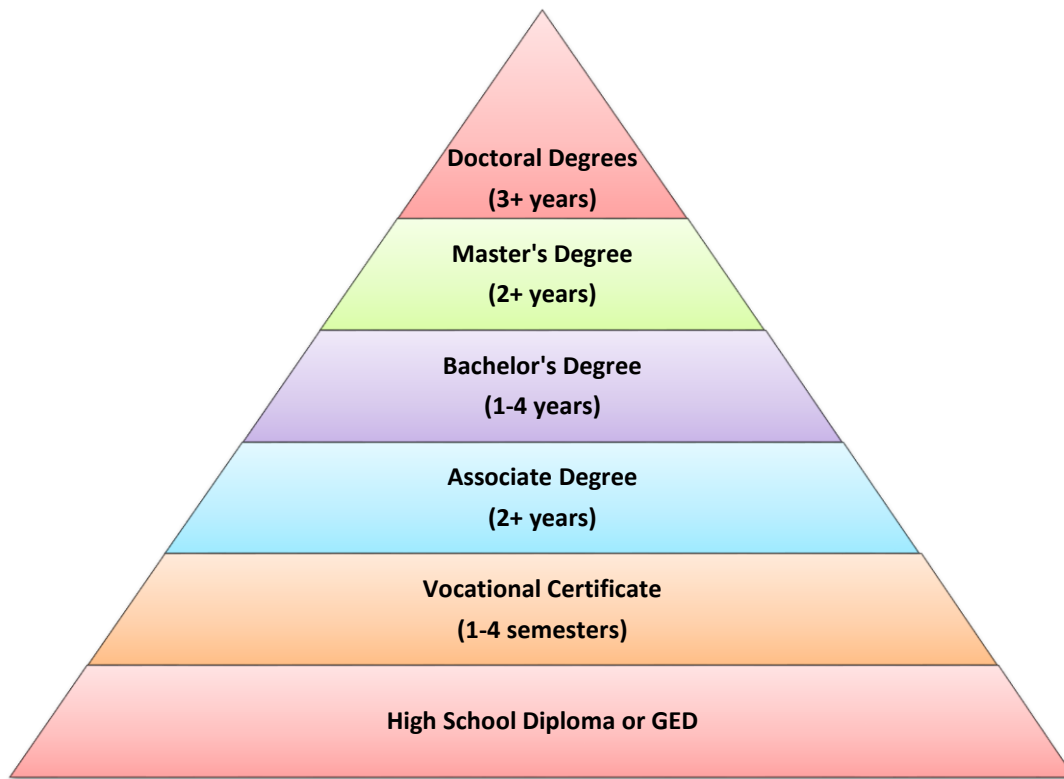 Doctoral Degrees
(3+ years)
Master's Degree
(2+ years)
Bachelor's Degree
(1-4 years)
Associate Degree
(2+ years)
Vocational Certificate
(1-4 semesters)
High School Diploma or GED